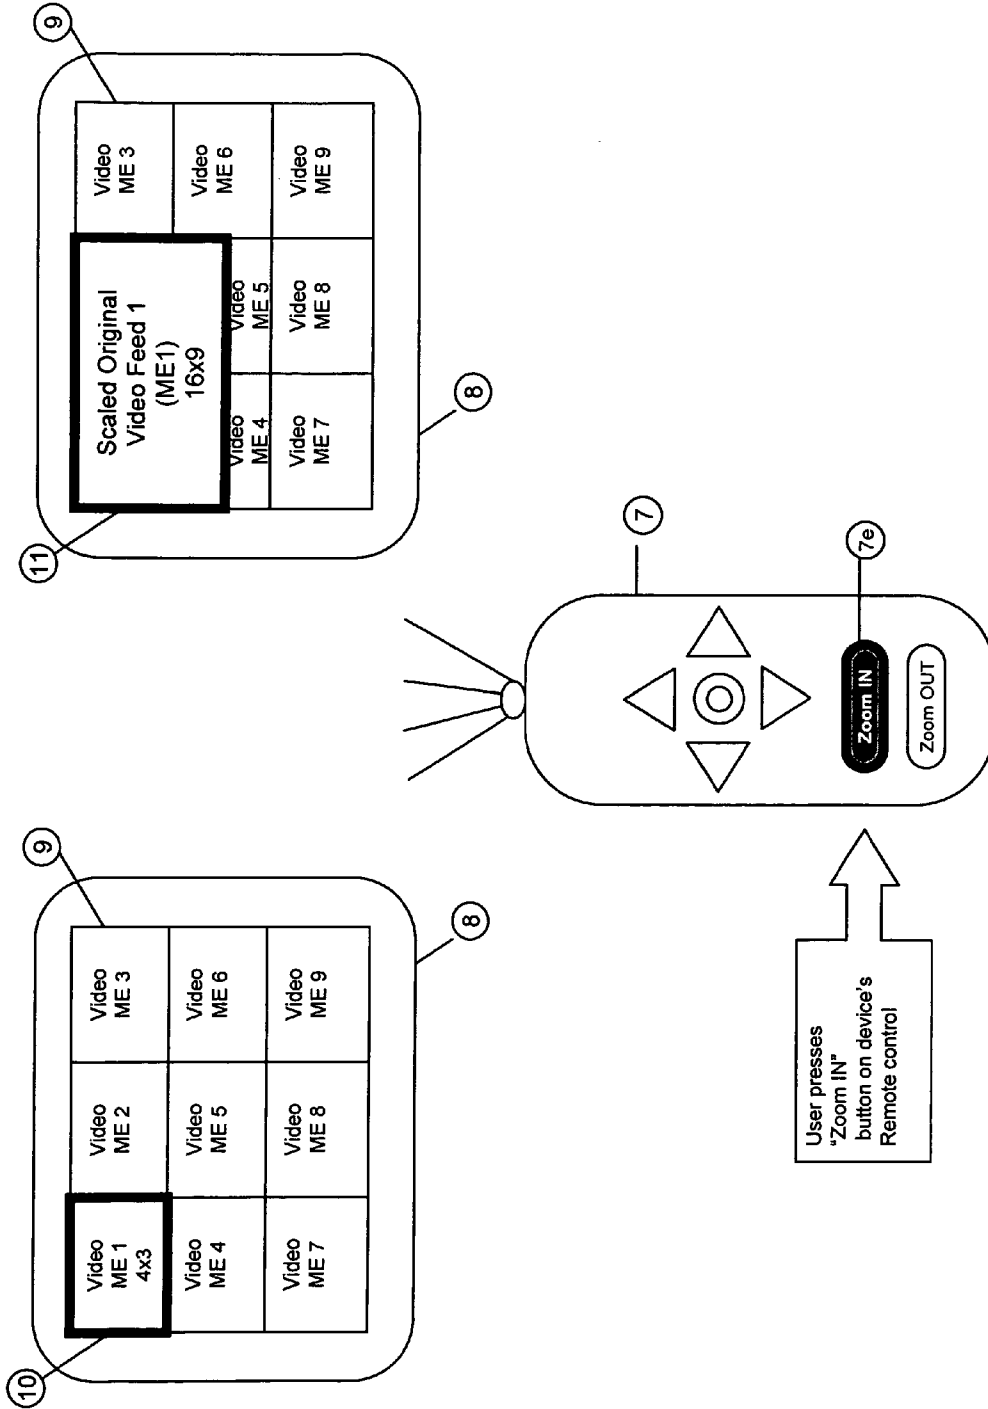 10
9
8
Video
ME 1
4x3
Video
ME 2
Video
ME 3
Video
ME 4
Video
ME 5
Video
ME 6
Video
ME 7
Video
ME 8
Video
ME 9
11
9
8
Scaled Original
Video Feed 1
(ME1)
16x9
Video
ME 3
Video
ME 4
Video
ME 5
Video
ME 6
Video
ME 7
Video
ME 8
Video
ME 9
User presses
“Zoom IN”
button on device's
Remote control
7
7e
Zoom IN
Zoom OUT